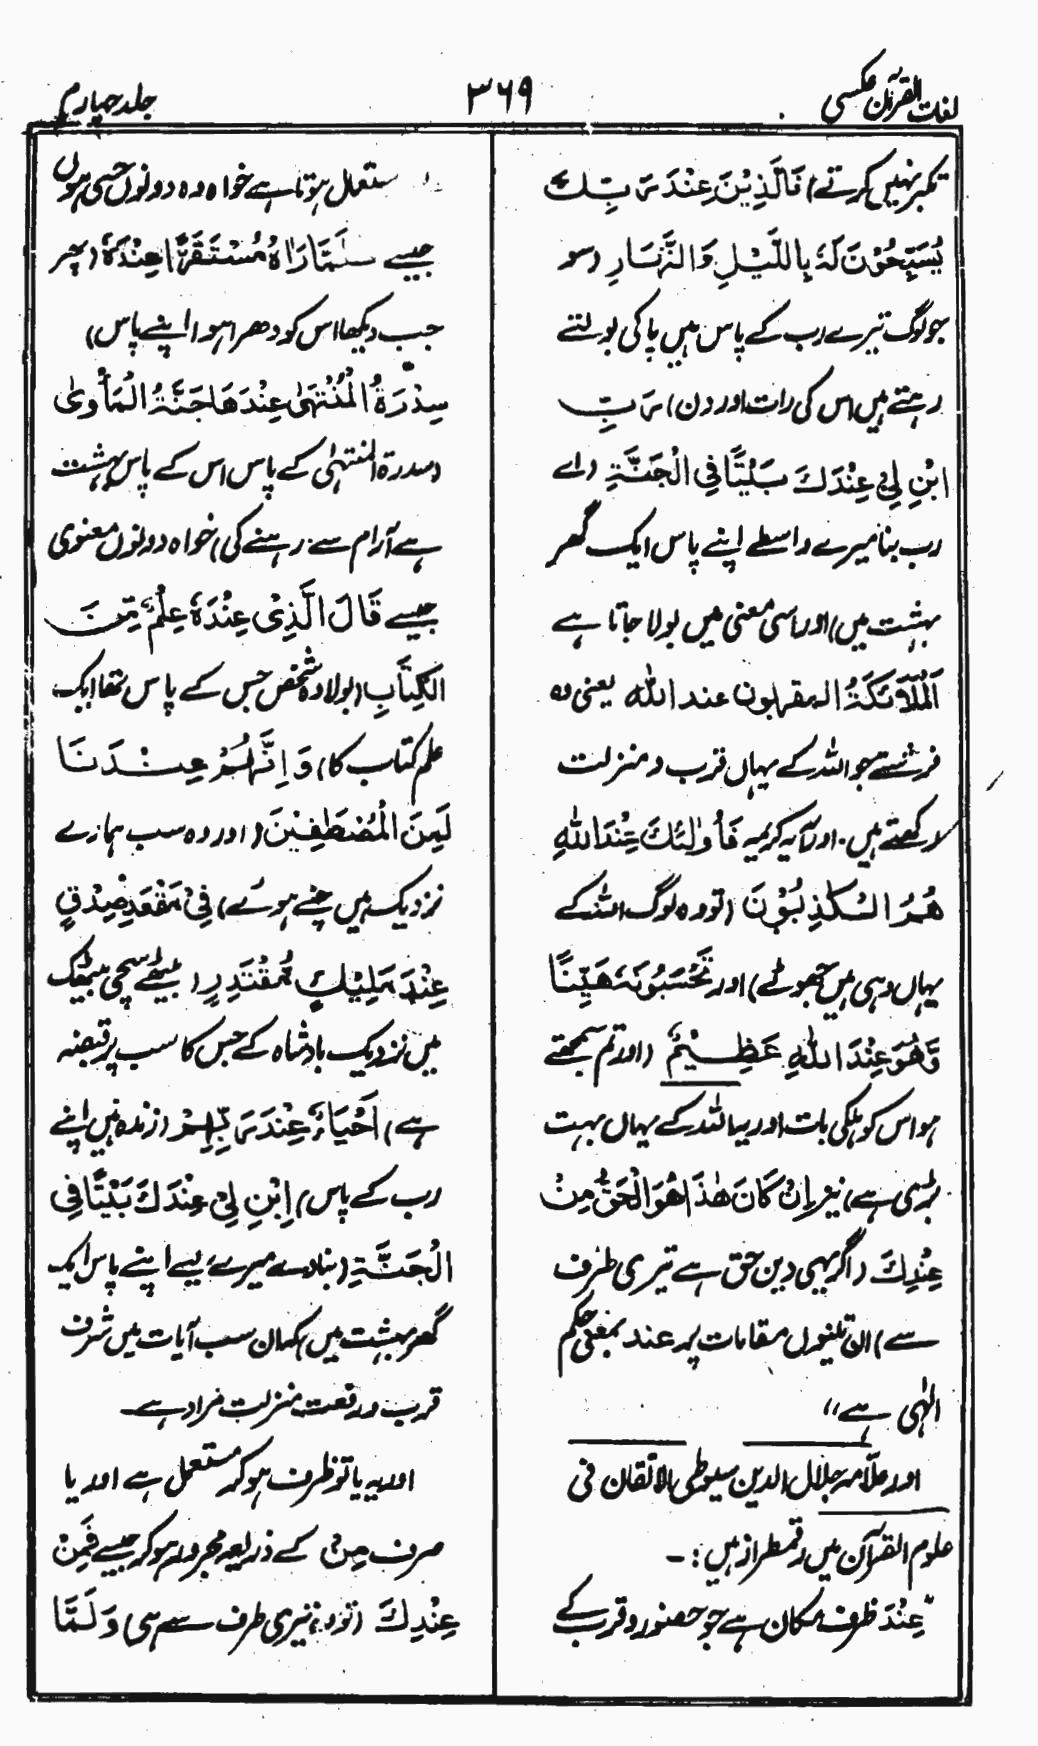 لغات القرآن عکسی
۳۶۹
جلد چہارم
تکبر نہیں کرتے) فَالَّذِیْنَ عِنْدَ رَبِّكَ
یُسَبِّحُوْنَ لَهٗ بِاللَّیْلِ وَالنَّهَارِ (سو
جو لوگ تیرے رب کے پاس ہیں پاکی بولتے
رہتے ہیں اس کی رات اور دن) رَبِّ
ابْنِ لِیْ عِنْدَكَ بَیْتًا فِی الْجَنَّةِ (اے
رب بنا میرے واسطے اپنے پاس ایک گھر
بہشت میں) اور اسی معنی میں بولا جاتا ہے
اَلْمَلَآئِکَةُ المقربون عند اللّٰہ یعنی وہ
فرشتے جو اللہ کے یہاں قرب و منزلت
رکھتے ہیں۔ اور آیہ کریمہ فَاُولٰئِكَ عِنْدَ اللّٰهِ
هُمُ الْكٰذِبُوْنَ (تو وہ لوگ اللہ کے
یہاں وہی ہیں جھوٹے) اور تَحْسَبُوْنَهٗ هَیِّنًا
وَّهُوَ عِنْدَ اللّٰهِ عَظِیْمٌ (اور تم سمجھتے
ہو اس کو ہلکی بات اور یہ اللہ کے یہاں بہت
بڑی ہے) نیز اِنْ كَانَ هٰذَا هُوَ الْحَقَّ مِنْ
عِنْدِكَ (اگر یہی دین حق ہے تیری طرف
سے) ان تینوں مقامات پر عند بمعنی حکم
الٰہی ہے"
اور علّامہ جلال الدین سیوطی الاتقان فی
علوم القرآن میں رقمطراز ہیں:۔
"عِنْدَ ظرف مکان ہے جو حضور و قرب کے
مستعمل ہوتا ہے خواہ وہ دونوں حسی ہوں
جیسے فَلَمَّا رَاٰهُ مُسْتَقِرًّا عِنْدَهٗ (پھر
جب دیکھا اس کو دھرا ہوا اپنے پاس)
سِدْرَةُ الْمُنْتَهٰی عِنْدَهَا جَنَّةُ الْمَأْوٰی
(سدرۃ المنتہٰی کے پاس اس کے پاس بہشت
ہے آرام سے رہنے کی) خواہ دونوں معنوی
جیسے قَالَ الَّذِیْ عِنْدَهٗ عِلْمٌ مِّنَ
الْكِتَابِ (بولا وہ شخص جس کے پاس تھا ایک
علم کتاب کا) وَاِنَّهُمْ عِنْدَنَا
لَمِنَ الْمُصْطَفَیْنَ (اور وہ سب ہمارے
نزدیک ہیں چنے ہوئے) فِیْ مَقْعَدِ صِدْقٍ
عِنْدَ مَلِیْكٍ مُّقْتَدِرٍ (بیٹھے سچی بیٹھک
میں نزدیک بادشاہ کے جس کا سب پر قبضہ
ہے) اَحْیَاءٌ عِنْدَ رَبِّهِمْ (زندہ ہیں اپنے
رب کے پاس) اِبْنِ لِیْ عِنْدَكَ بَیْتًا فِی
الْجَنَّةِ (بنا دے میرے لیے اپنے پاس ایک
گھر بہشت میں) کہ ان سب آیات میں شرف
قرب و رفعت منزلت مراد ہے۔
اور یہ یا تو ظرف ہو کر مستعمل ہے اور یا
صرف مِنْ کے ذریعہ مجرور ہو کر جیسے فَمِنْ
عِنْدِكَ (تو وہ تیری طرف سے ہی) وَلَمَّا